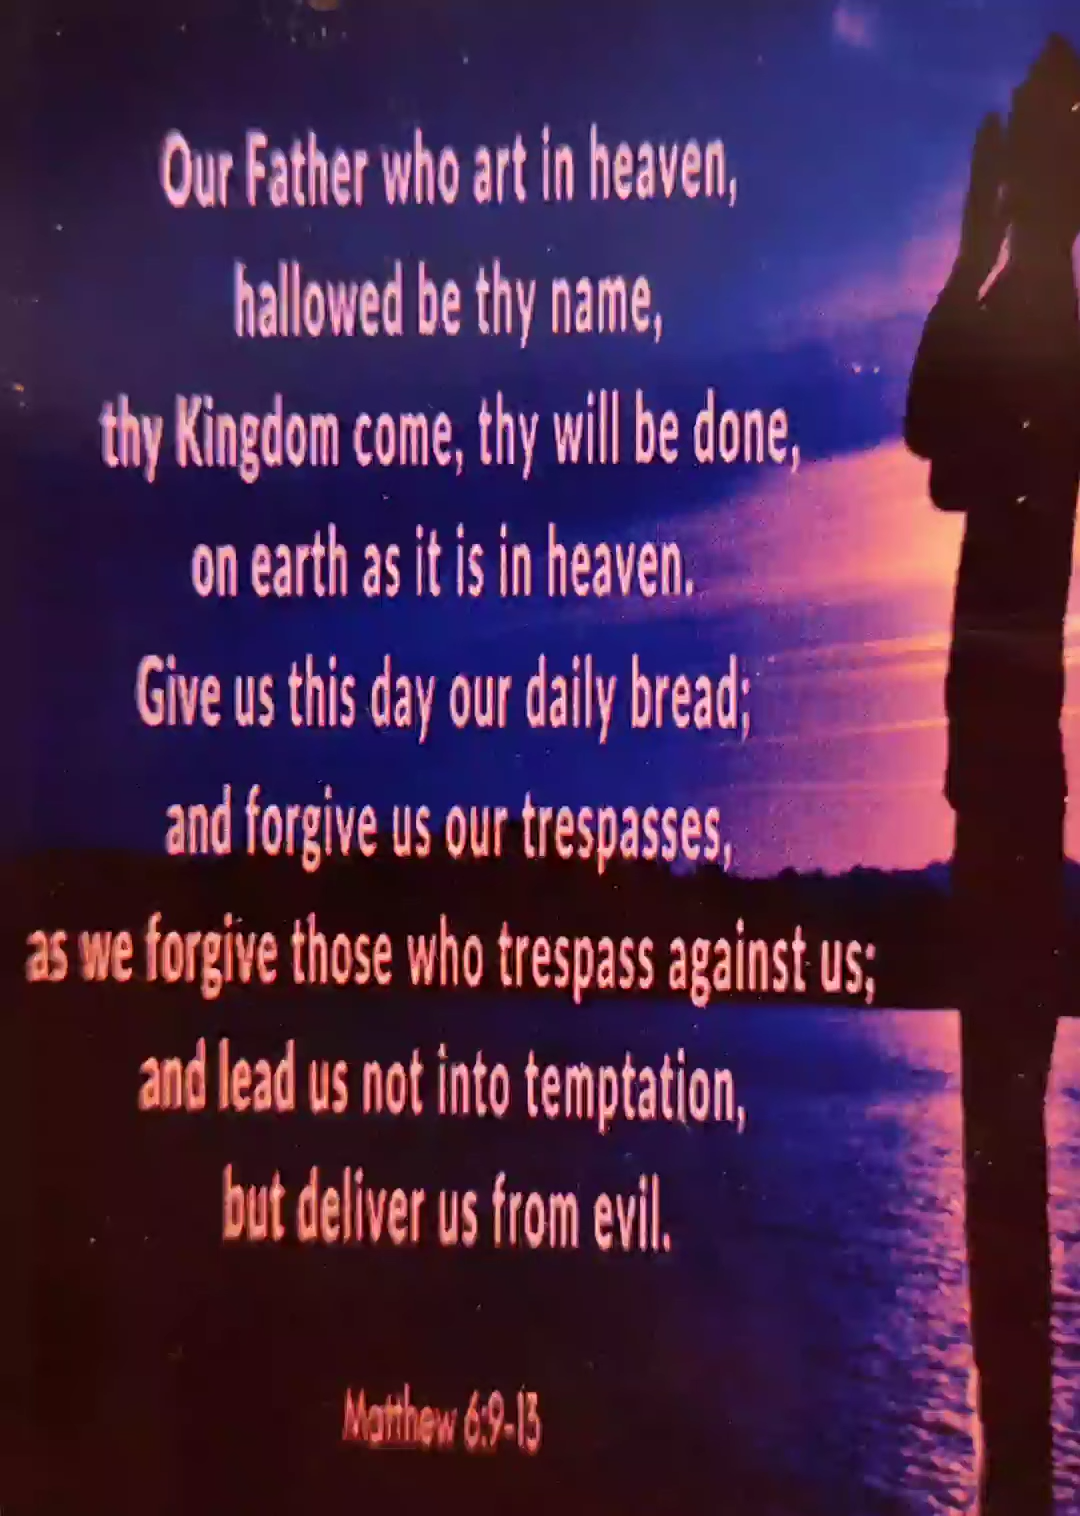 Our Father who art in heaven,
hallowed be thy name,
thy Kingdom come, thy will be done,
on earth as it is in heaven.
Give us this day our daily bread;
and forgive us our trespasses,
as we forgive those who trespass against us;
and lead us not into temptation,
but deliver us from evil.
Matthew 6:9-13